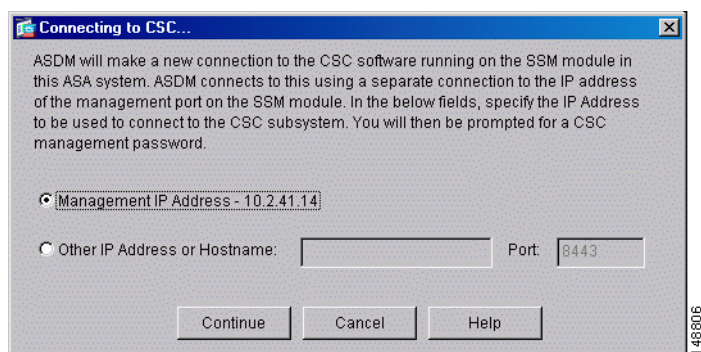 Connecting to CSC...
ASDM will make a new connection to the CSC software running on the SSM module in
this ASA system. ASDM connects to this using a separate connection to the IP address
of the management port on the SSM module. In the below fields, specify the IP Address
to be used to connect to the CSC subsystem. You will then be prompted for a CSC
management password.
Management IP Address - 10.2.41.14
Other IP Address or Hostname: Port: 8443
Continue Cancel Help
148806